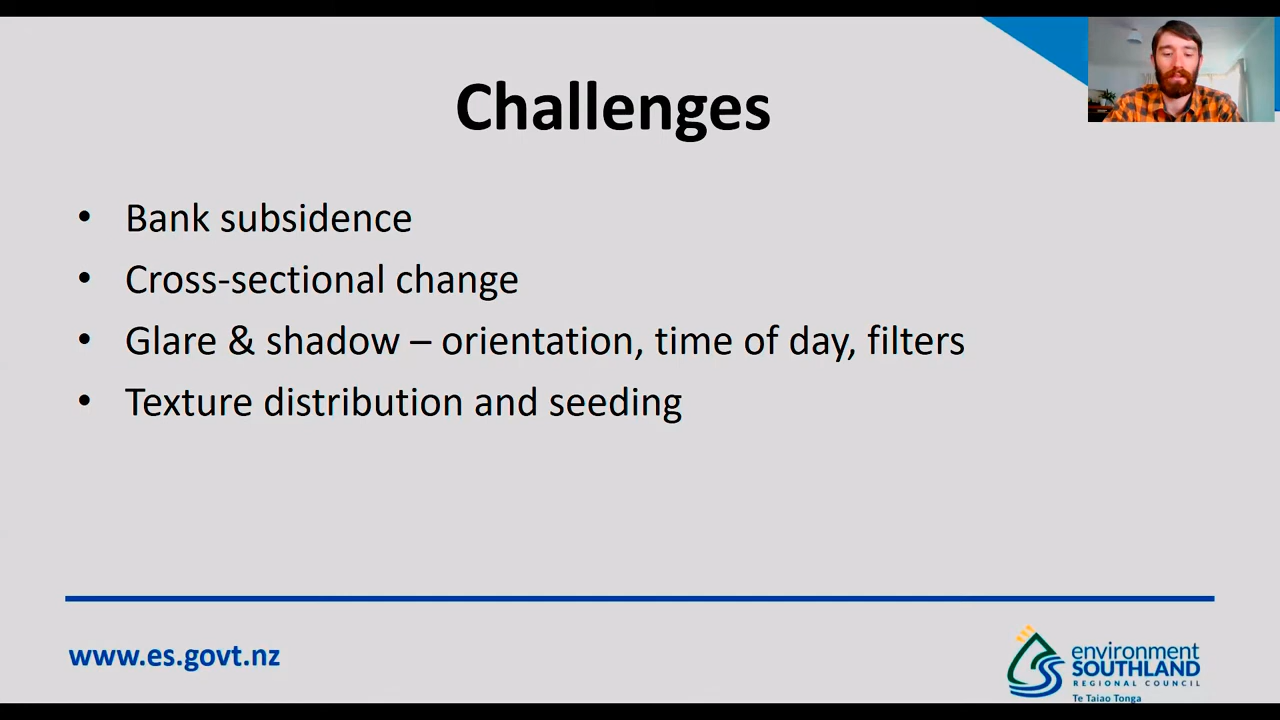 Challenges
• Bank subsidence
• Cross-sectional change
• Glare & shadow – orientation, time of day, filters
• Texture distribution and seeding
www.es.govt.nz
environment
SOUTHLAND
REGIONAL COUNCIL
Te Taiao Tonga